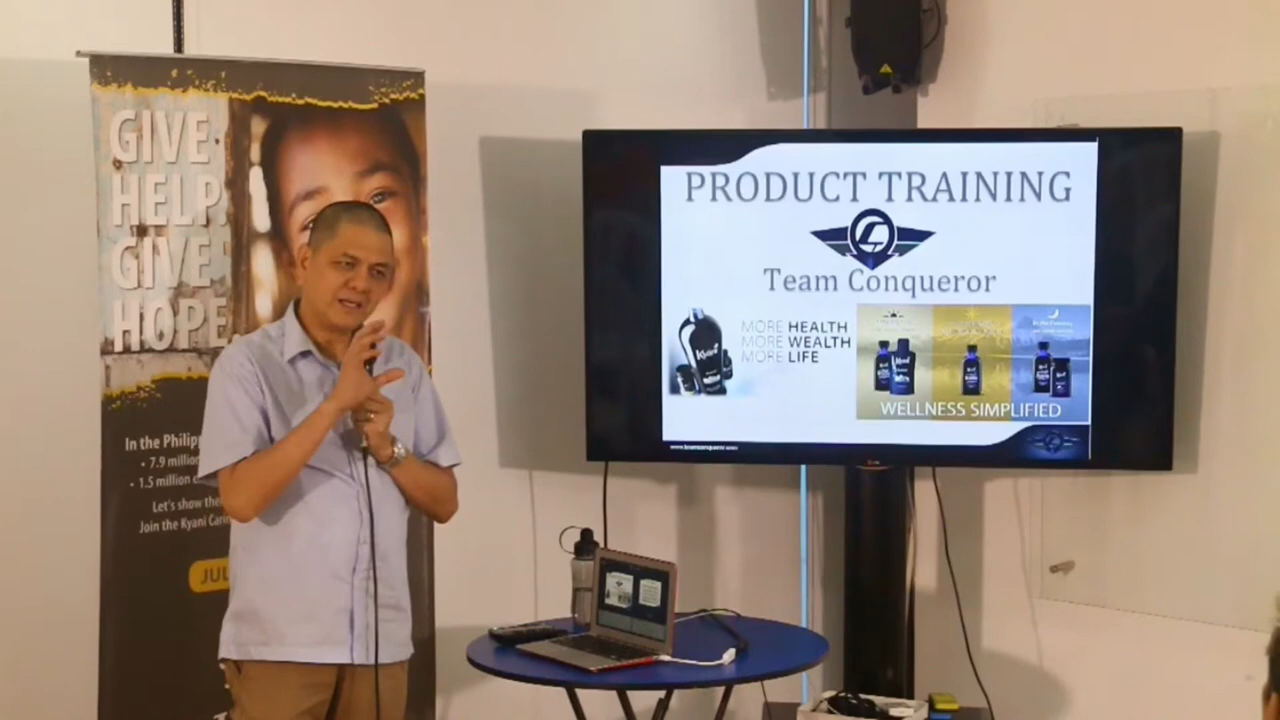 GIVE
HELP.
GIVE
HOPE
In the Philipp
• 7.9 million
• 1.5 million
Let's show the
Join the Kyani Carin
JUL
PRODUCT TRAINING
Team Conqueror
MORE HEALTH
MORE WEALTH
MORE LIFE
Kyani
WELLNESS SIMPLIFIED